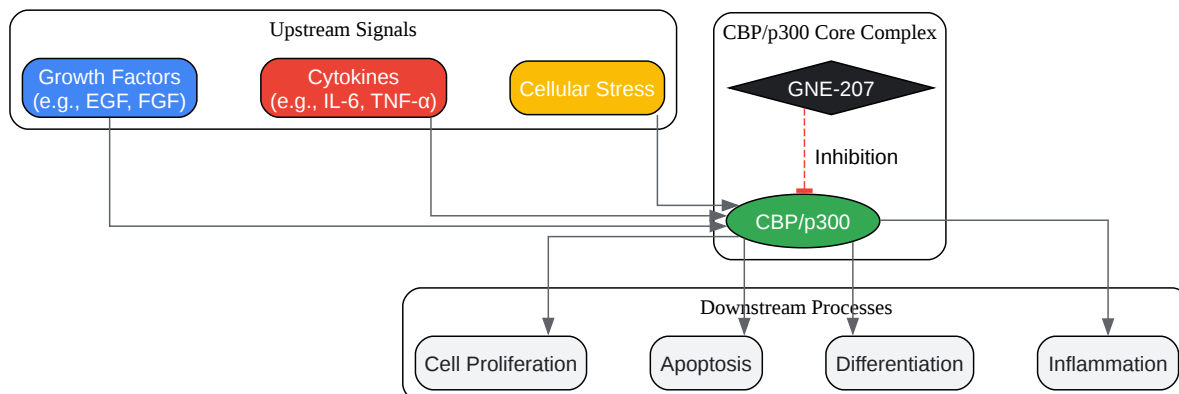 Upstream Signals
Growth Factors
(e.g., EGF, FGF)
Cytokines
(e.g., IL-6, TNF-α)
Cellular Stress
CBP/p300 Core Complex
GNE-207
Inhibition
CBP/p300
Downstream Processes
Cell Proliferation
Apoptosis
Differentiation
Inflammation